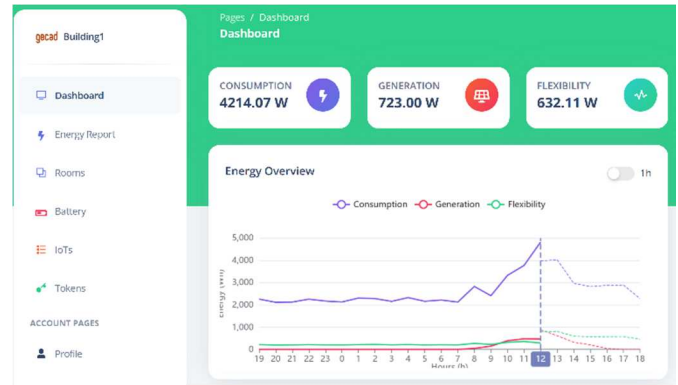 gecad Building1
Dashboard
Energy Report
Rooms
Battery
IoTs
Tokens
ACCOUNT PAGES
Profile
Pages / Dashboard
Dashboard
CONSUMPTION
4214.07 W
GENERATION
723.00 W
FLEXIBILITY
632.11 W
Energy Overview
1h
Consumption Generation Flexibility
5,000
4,000
3,000
2,000
1,000
0
Energy (Wh)
19 20 21 22 23 0 1 2 3 4 5 6 7 8 9 10 11 12 13 14 15 16 17 18
Hours (h)